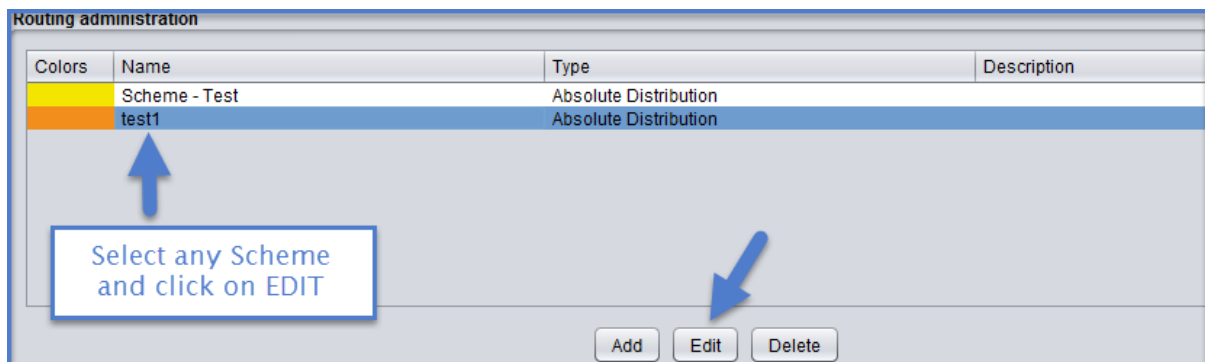 Routing administration
Colors Name Type Description
Scheme - Test Absolute Distribution
test1 Absolute Distribution
Select any Scheme
and click on EDIT
Add Edit Delete